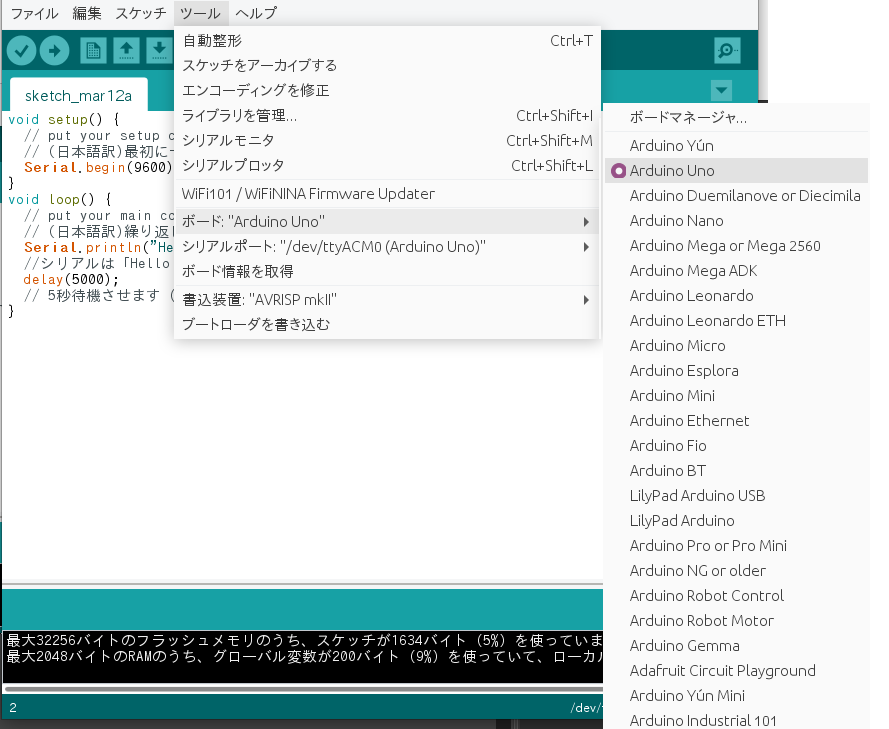 ファイル 編集 スケッチ ツール ヘルプ
自動整形 Ctrl+T
スケッチをアーカイブする
エンコーディングを修正
ライブラリを管理... Ctrl+Shift+I
シリアルモニタ Ctrl+Shift+M
シリアルプロッタ Ctrl+Shift+L
WiFi101 / WiFiNINA Firmware Updater
ボード: "Arduino Uno"
シリアルポート: "/dev/ttyACM0 (Arduino Uno)"
ボード情報を取得
書込装置: "AVRISP mkII"
ブートローダを書き込む
ボードマネージャ...
Arduino Yún
Arduino Uno
Arduino Duemilanove or Diecimila
Arduino Nano
Arduino Mega or Mega 2560
Arduino Mega ADK
Arduino Leonardo
Arduino Leonardo ETH
Arduino Micro
Arduino Esplora
Arduino Mini
Arduino Ethernet
Arduino Fio
Arduino BT
LilyPad Arduino USB
LilyPad Arduino
Arduino Pro or Pro Mini
Arduino NG or older
Arduino Robot Control
Arduino Robot Motor
Arduino Gemma
Adafruit Circuit Playground
Arduino Yún Mini
Arduino Industrial 101
sketch_mar12a
void setup() {
// put your setup
// (日本語訳)最初に
Serial.begin(9600)
}
void loop() {
// put your main co
// (日本語訳)繰り返し
Serial.println("He
//シリアルは「Hello
delay(5000);
// 5秒待機させます（
}
最大32256バイトのフラッシュメモリのうち、スケッチが1634バイト（5%）を使っていま
最大2048バイトのRAMのうち、グローバル変数が200バイト（9%）を使っていて、ローカル
2 /dev/